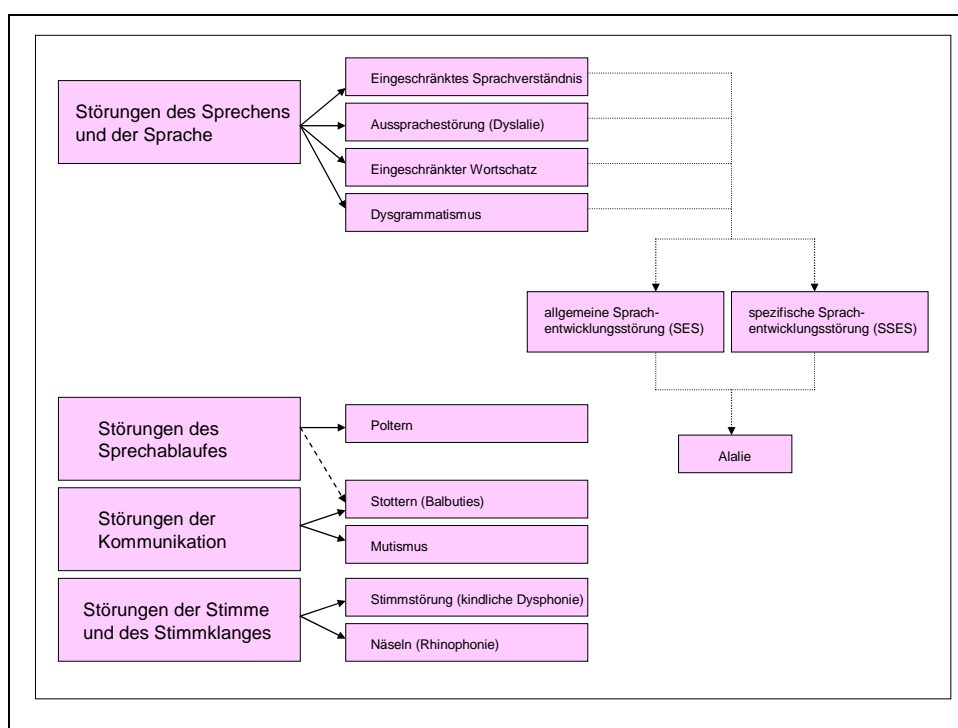 Störungen des Sprechens
und der Sprache
Eingeschränktes Sprachverständnis
Aussprachestörung (Dyslalie)
Eingeschränkter Wortschatz
Dysgrammatismus
allgemeine Sprach-
entwicklungsstörung (SES)
spezifische Sprach-
entwicklungsstörung (SSES)
Alalie
Störungen des
Sprechablaufes
Poltern
Störungen der
Kommunikation
Stottern (Balbuties)
Mutismus
Störungen der Stimme
und des Stimmklanges
Stimmstörung (kindliche Dysphonie)
Näseln (Rhinophonie)